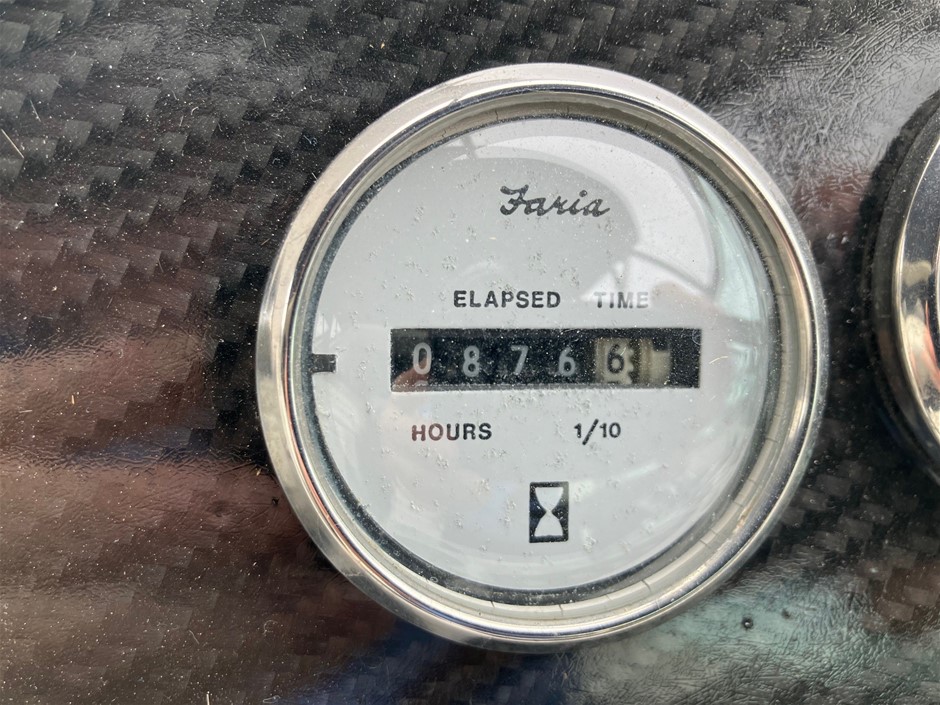 Faria
ELAPSED TIME
0 8 7 6 6
HOURS 1/10